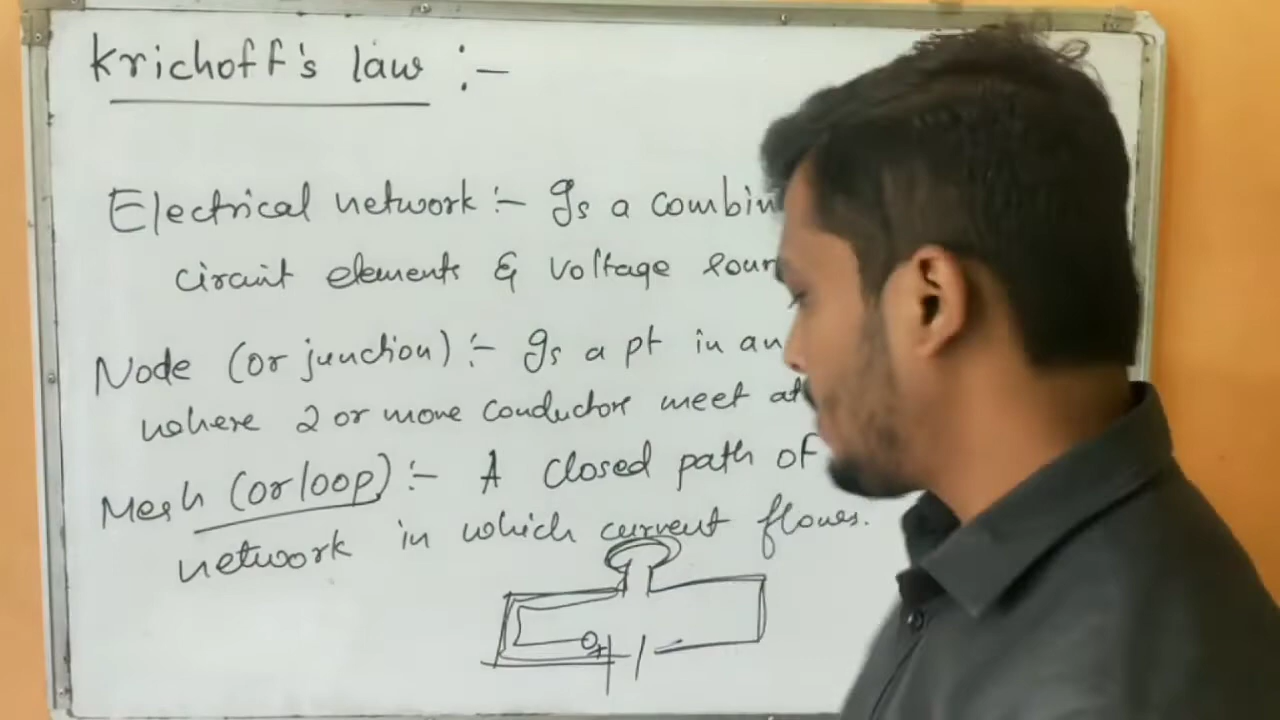 Krichoff's law :-
Electrical network :- Is a combin
circuit elements & voltage sour
Node (or junction) :- Is a pt in an
where 2 or more conductors meet at
Mesh (or loop) :- A closed path of
network in which current flows.
+